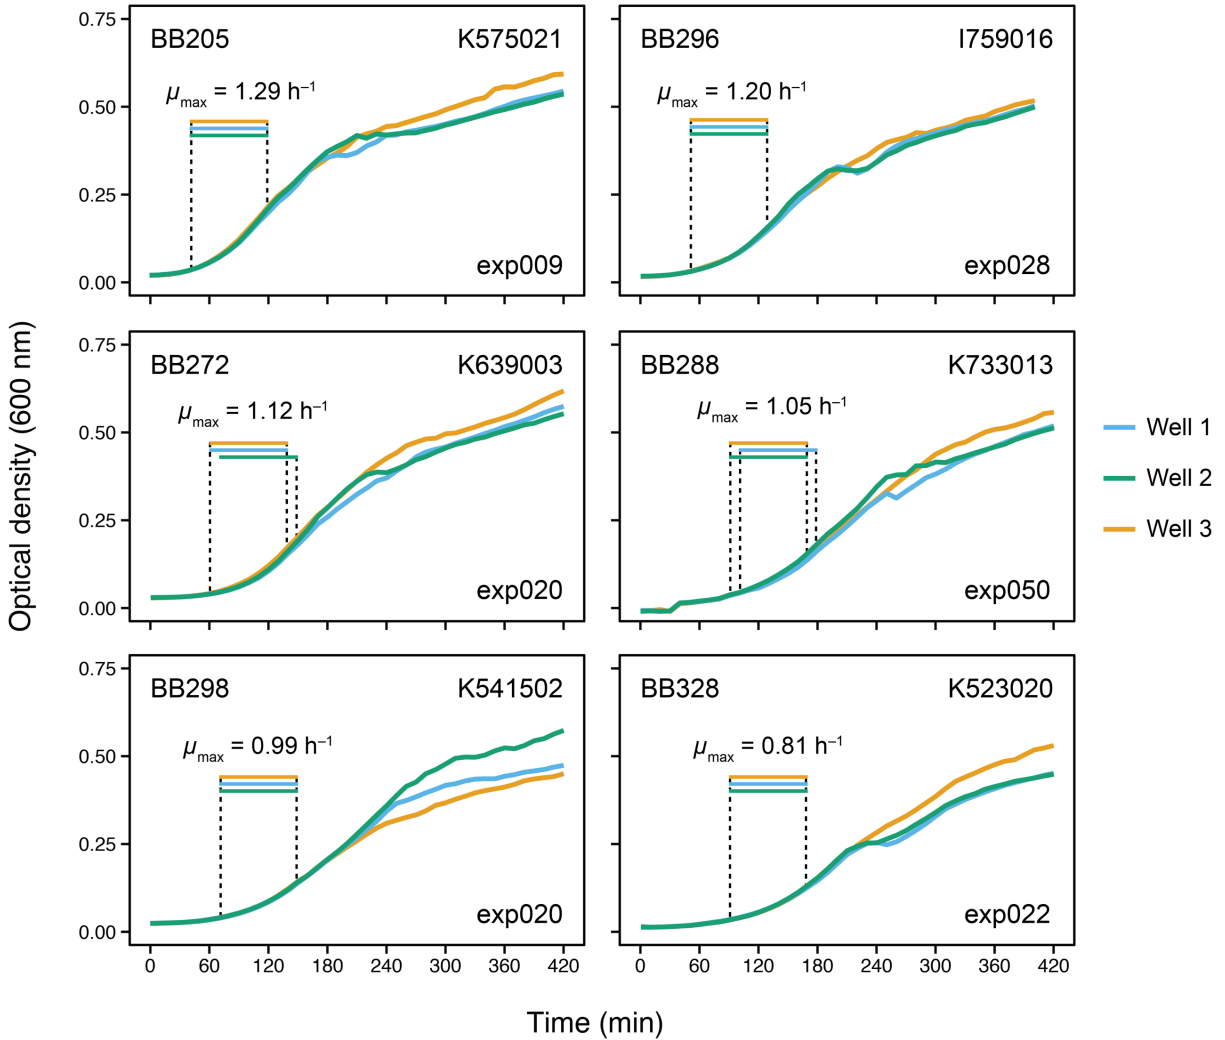 Optical density (600 nm)
0.75
0.50
0.25
0.00
BB205
K575021
μmax = 1.29 h⁻¹
exp009
BB296
I759016
μmax = 1.20 h⁻¹
exp028
0.75
0.50
0.25
0.00
BB272
K639003
μmax = 1.12 h⁻¹
exp020
BB288
K733013
μmax = 1.05 h⁻¹
exp050
Well 1
Well 2
Well 3
0.75
0.50
0.25
0.00
BB298
K541502
μmax = 0.99 h⁻¹
exp020
BB328
K523020
μmax = 0.81 h⁻¹
exp022
0 60 120 180 240 300 360 420
0 60 120 180 240 300 360 420
Time (min)